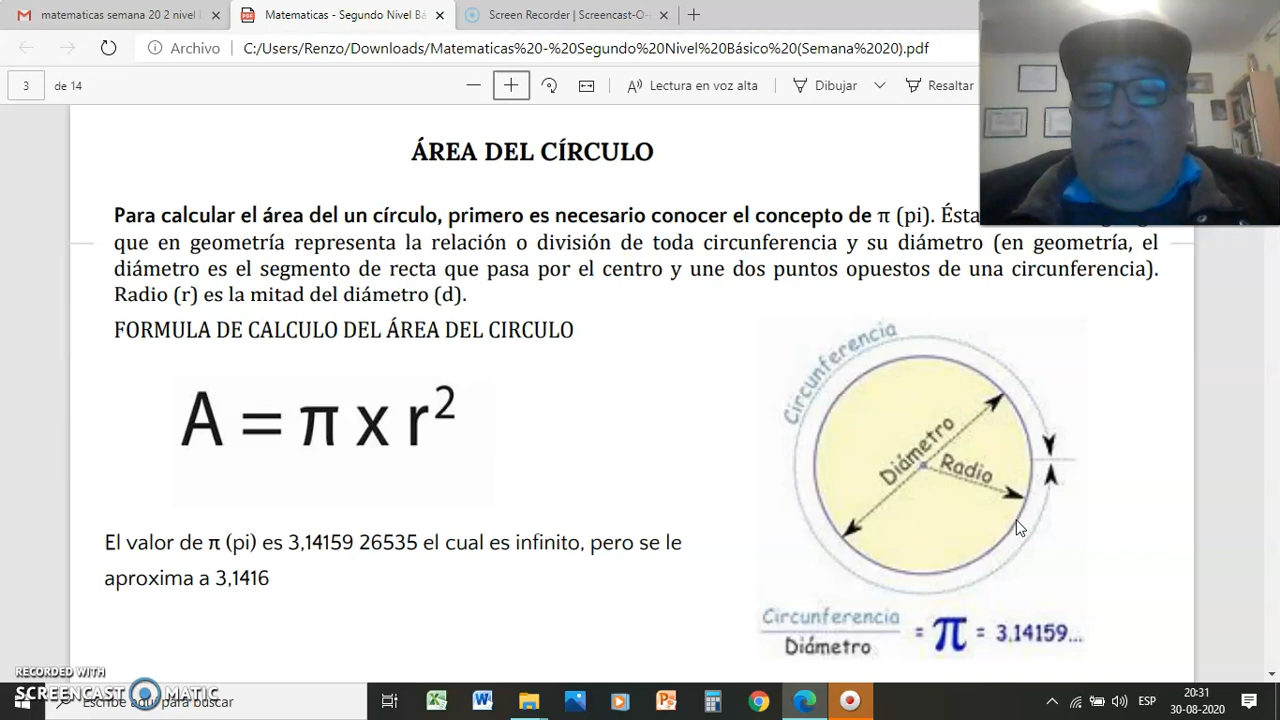 matematicas semana 20 2 nivel
Matematicas - Segundo Nivel Bá
Screen Recorder | Screencast-O-
Archivo
C:/Users/Renzo/Downloads/Matematicas%20-%20Segundo%20Nivel%20Básico%20(Semana%2020).pdf
3 de 14
Lectura en voz alta
Dibujar
Resaltar
ÁREA DEL CÍRCULO
Para calcular el área del un círculo, primero es necesario conocer el concepto de π (pi).
que en geometría representa la relación o división de toda circunferencia y su diámetro (en geometría, el
diámetro es el segmento de recta que pasa por el centro y une dos puntos opuestos de una circunferencia).
Radio (r) es la mitad del diámetro (d).
FORMULA DE CALCULO DEL ÁREA DEL CIRCULO
A = π x r²
El valor de π (pi) es 3,14159 26535 el cual es infinito, pero se le
aproxima a 3,1416
Circunferencia
Diámetro
Radio
Circunferencia
Diámetro
= π = 3.14159...
RECORDED WITH
SCREENCAST MATIC
Escribe aquí para buscar
ESP
20:31
30-08-2020